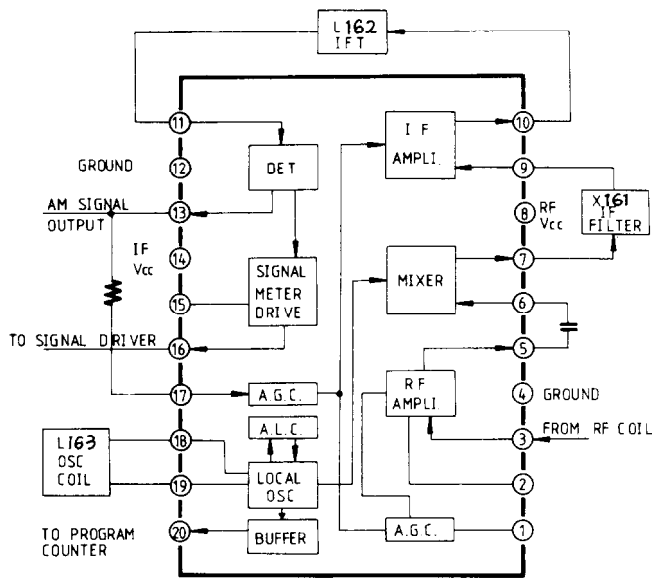 L162
IFT
11
10
I F
AMPLI.
GROUND
12
DET
9
AM SIGNAL
OUTPUT
13
8
RF
Vcc
X161
IF
FILTER
IF
Vcc
14
7
SIGNAL
METER
DRIVE
MIXER
15
6
TO SIGNAL DRIVER
16
5
17
A.G.C.
RF
AMPLI.
4
GROUND
A.L.C.
18
3
FROM RF COIL
L163
OSC
COIL
19
LOCAL
OSC
2
TO PROGRAM
COUNTER
20
BUFFER
A.G.C.
1